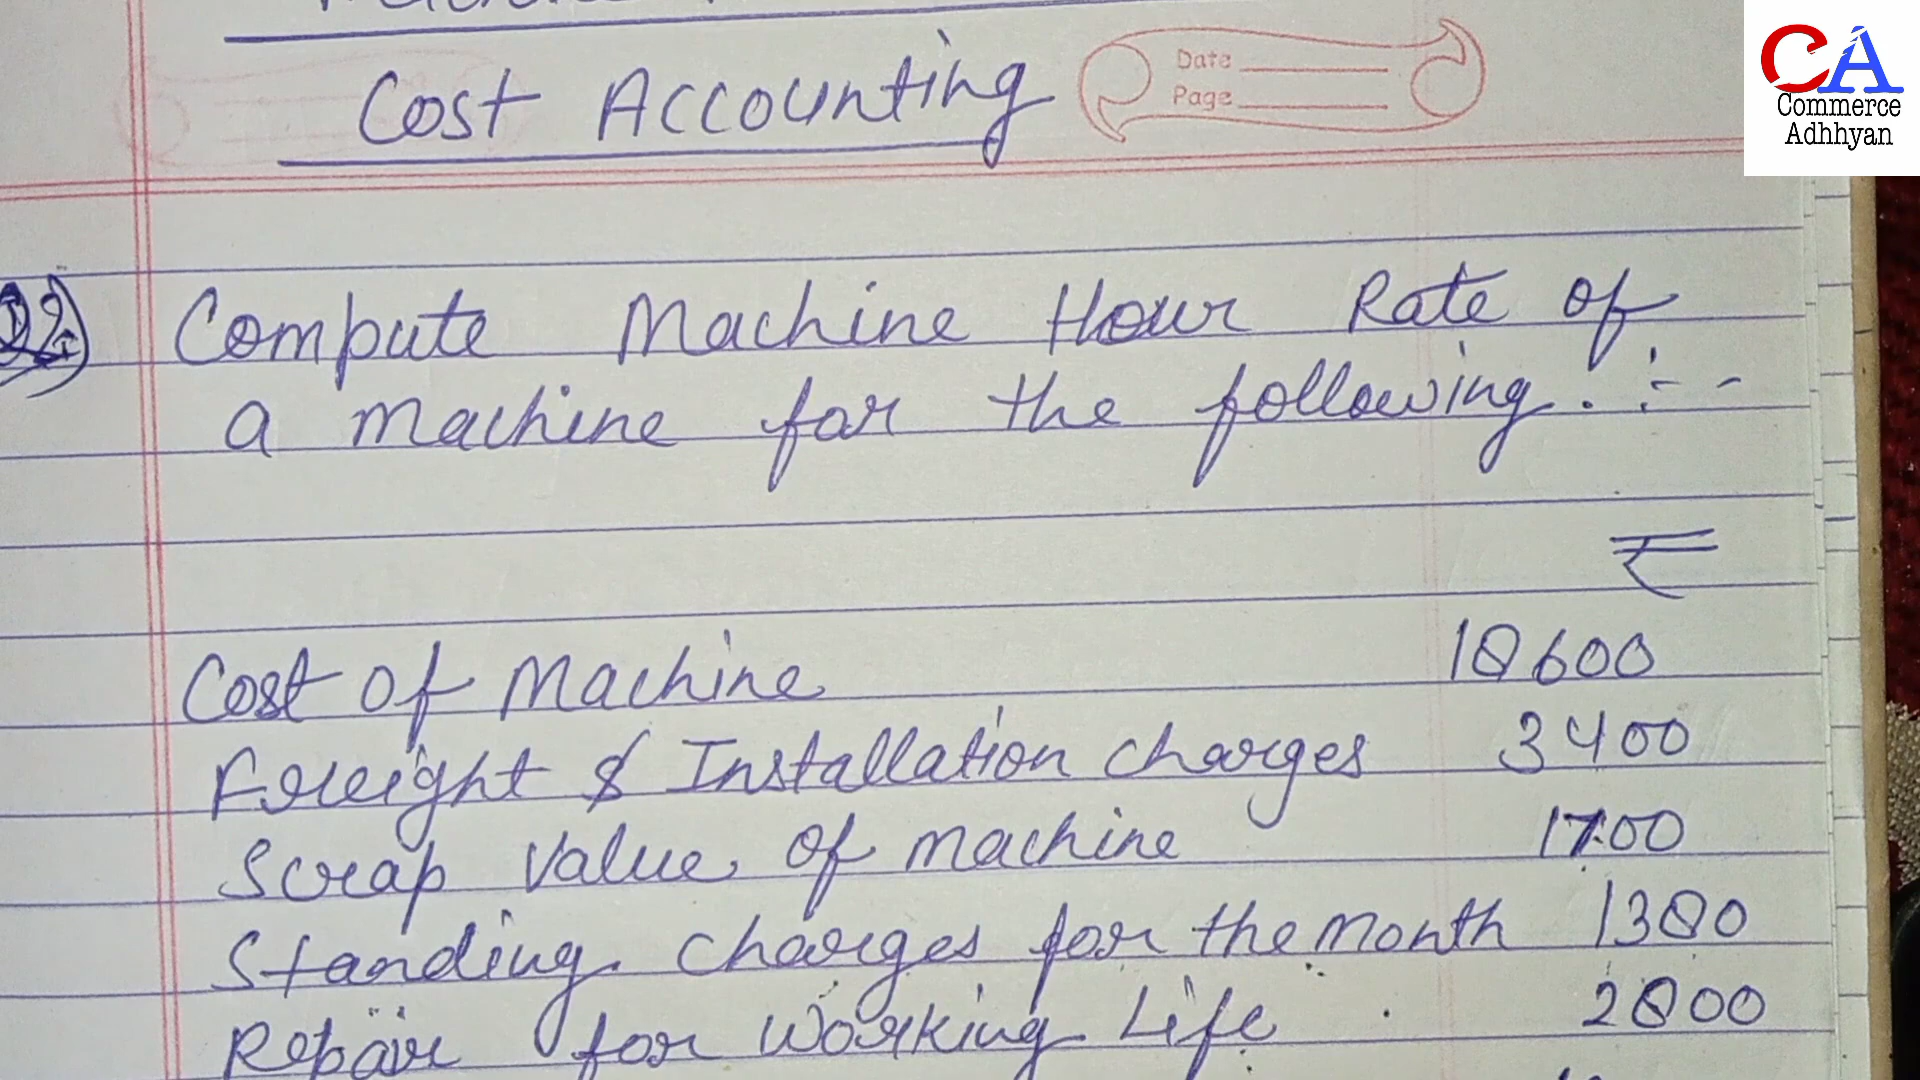 Cost Accounting
Date
Page
CA
Commerce
Adhhyan
Compute Machine Hour Rate of
a machine for the following. :- -
₹
Cost of Machine 18600
Freight & Installation charges 3400
Scrap Value of machine 1700
Standing charges for the Month 1380
Repair for Working Life 2800